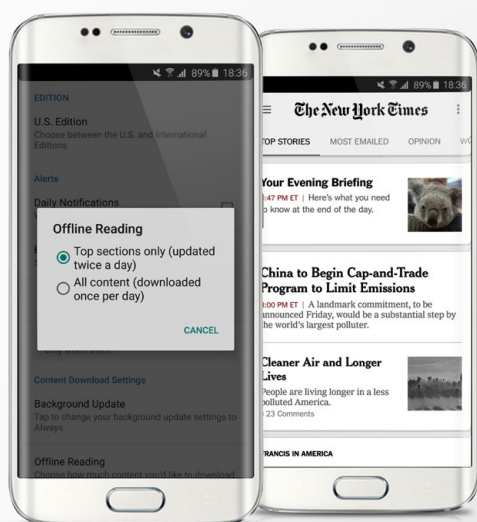 89% 18:36
EDITION
U.S. Edition
Choose between the U.S. and International
Editions
Alerts
Daily Notifications
Offline Reading
Top sections only (updated
twice a day)
All content (downloaded
once per day)
CANCEL
Content Download Settings
Background Update
Tap to change your background update settings to
Always
Offline Reading
Choose how much content you'd like to download
89% 18:36
The New York Times
TOP STORIES MOST EMAILED OPINION
Your Evening Briefing
:47 PM ET | Here's what you need
o know at the end of the day.
China to Begin Cap-and-Trade
Program to Limit Emissions
:00 PM ET | A landmark commitment, to be
announced Friday, would be a substantial step by
the world's largest polluter.
Cleaner Air and Longer
Lives
People are living longer in a less
polluted America.
23 Comments
FRANCIS IN AMERICA